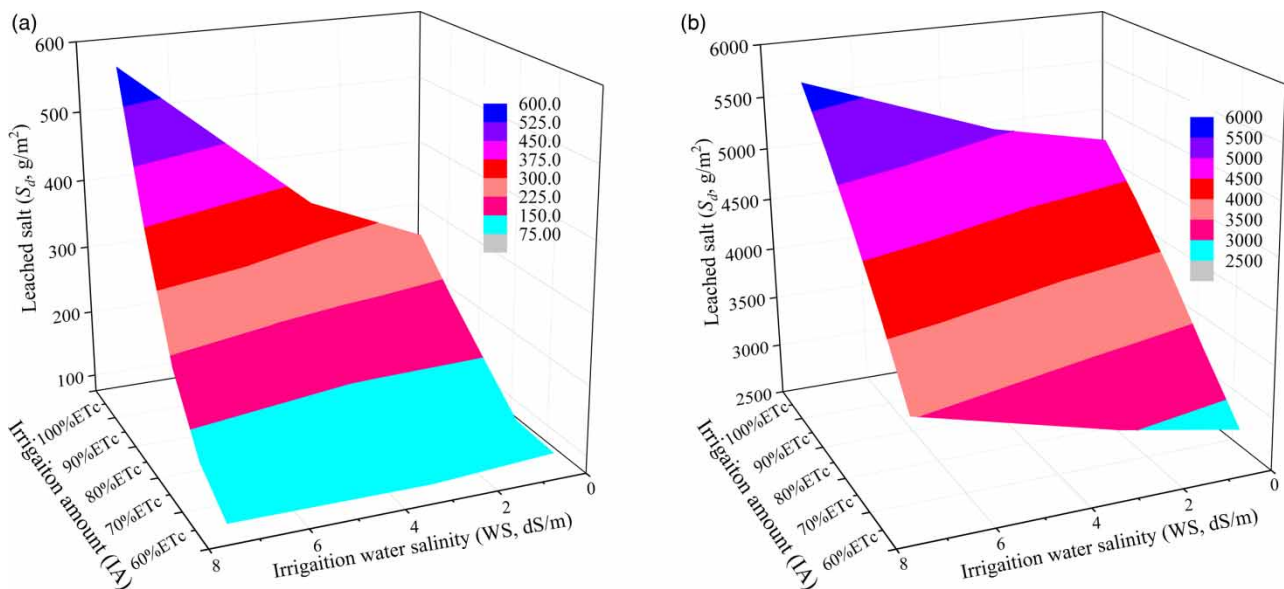 (a)
600
500
400
300
200
100
Leached salt (Sd, g/m²)
600.0
525.0
450.0
375.0
300.0
225.0
150.0
75.00
100%ETc
90%ETc
80%ETc
70%ETc
60%ETc
Irrigaiton amount (IA)
8
6
4
2
0
Irrigaition water salinity (WS, dS/m)
(b)
6000
5500
5000
4500
4000
3500
3000
2500
Leached salt (Sd, g/m²)
6000
5500
5000
4500
4000
3500
3000
2500
100%ETc
90%ETc
80%ETc
70%ETc
60%ETc
Irrigaiton amount (IA)
8
6
4
2
0
Irrigaition water salinity (WS, dS/m)